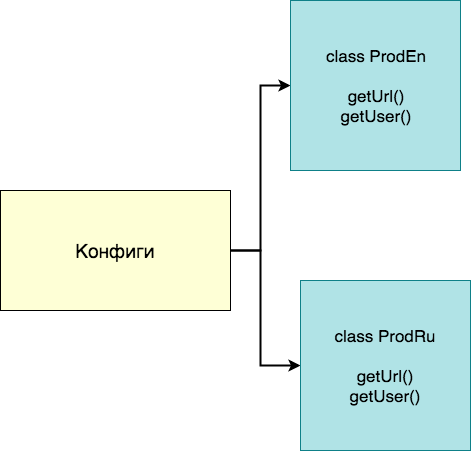 class ProdEn
getUrl()
getUser()
Конфиги
class ProdRu
getUrl()
getUser()